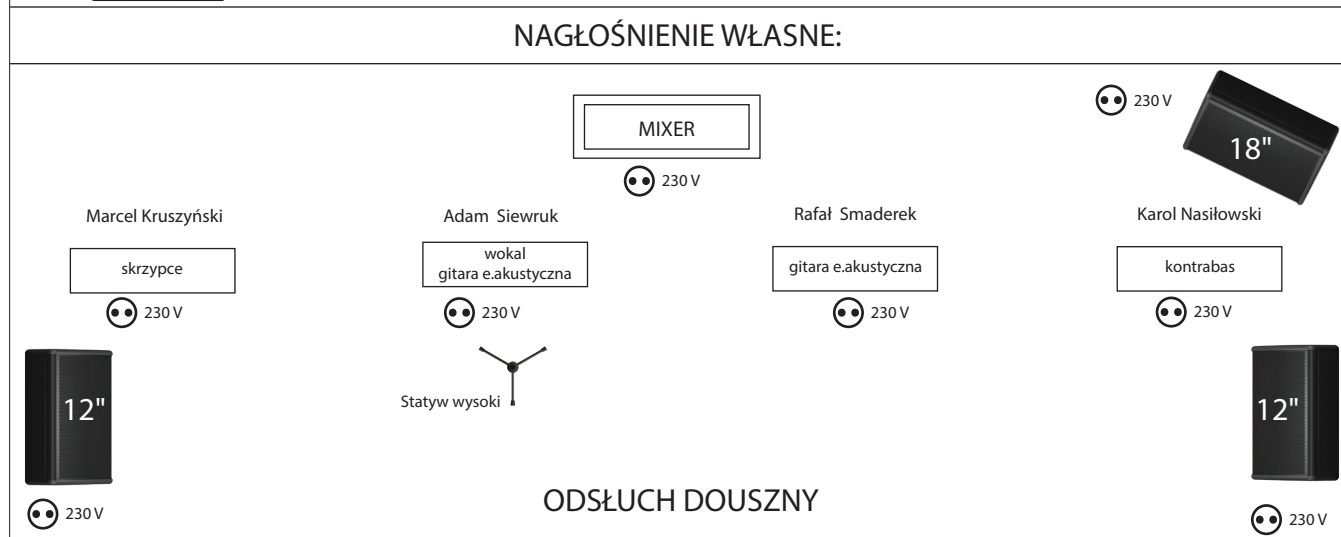 NAGŁOŚNIENIE WŁASNE:
230 V
MIXER
18"
230 V
Marcel Kruszyński
Adam Siewruk
Rafał Smaderek
Karol Nasiłowski
skrzypce
wokal
gitara e.akustyczna
gitara e.akustyczna
kontrabas
230 V
230 V
230 V
230 V
12"
Statyw wysoki
12"
ODSŁUCH DOUSZNY
230 V
230 V